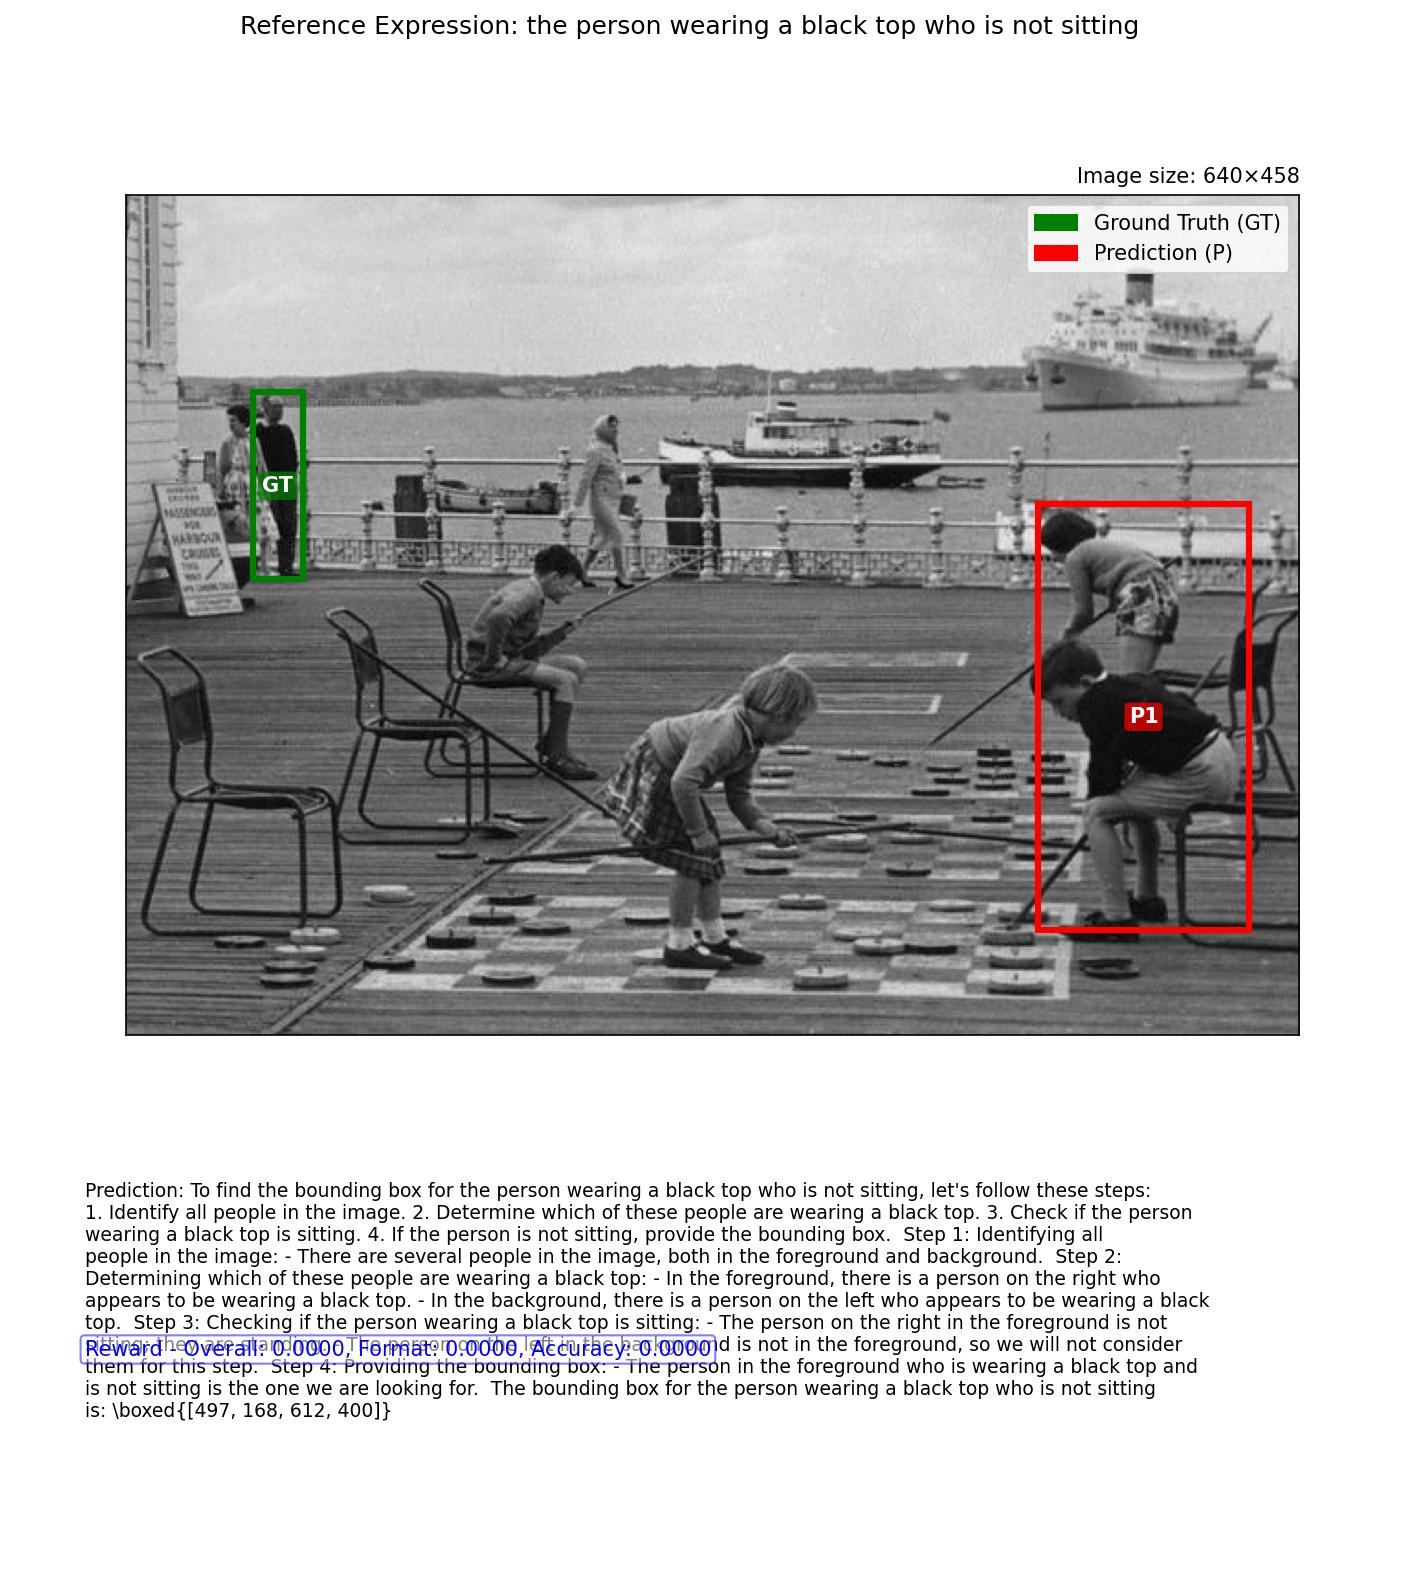 Reference Expression: the person wearing a black top who is not sitting
Image size: 640×458
Ground Truth (GT)
Prediction (P)
GT
HARBOUR
CRUISES
PASSENGERS
FOR
HARBOUR
CRUISES
P1
Prediction: To find the bounding box for the person wearing a black top who is not sitting, let's follow these steps:
1. Identify all people in the image. 2. Determine which of these people are wearing a black top. 3. Check if the person
wearing a black top is sitting. 4. If the person is not sitting, provide the bounding box.  Step 1: Identifying all
people in the image: - There are several people in the image, both in the foreground and background.  Step 2:
Determining which of these people are wearing a black top: - In the foreground, there is a person on the right who
appears to be wearing a black top. - In the background, there is a person on the left who appears to be wearing a black
top.  Step 3: Checking if the person wearing a black top is sitting: - The person on the right in the foreground is not
sitting; they are standing. - The person on the left in the background is not in the foreground, so we will not consider
Reward - Overall: 0.0000, Format: 0.0000, Accuracy: 0.0000
them for this step.  Step 4: Providing the bounding box: - The person in the foreground who is wearing a black top and
is not sitting is the one we are looking for.  The bounding box for the person wearing a black top who is not sitting
is: \boxed{[497, 168, 612, 400]}